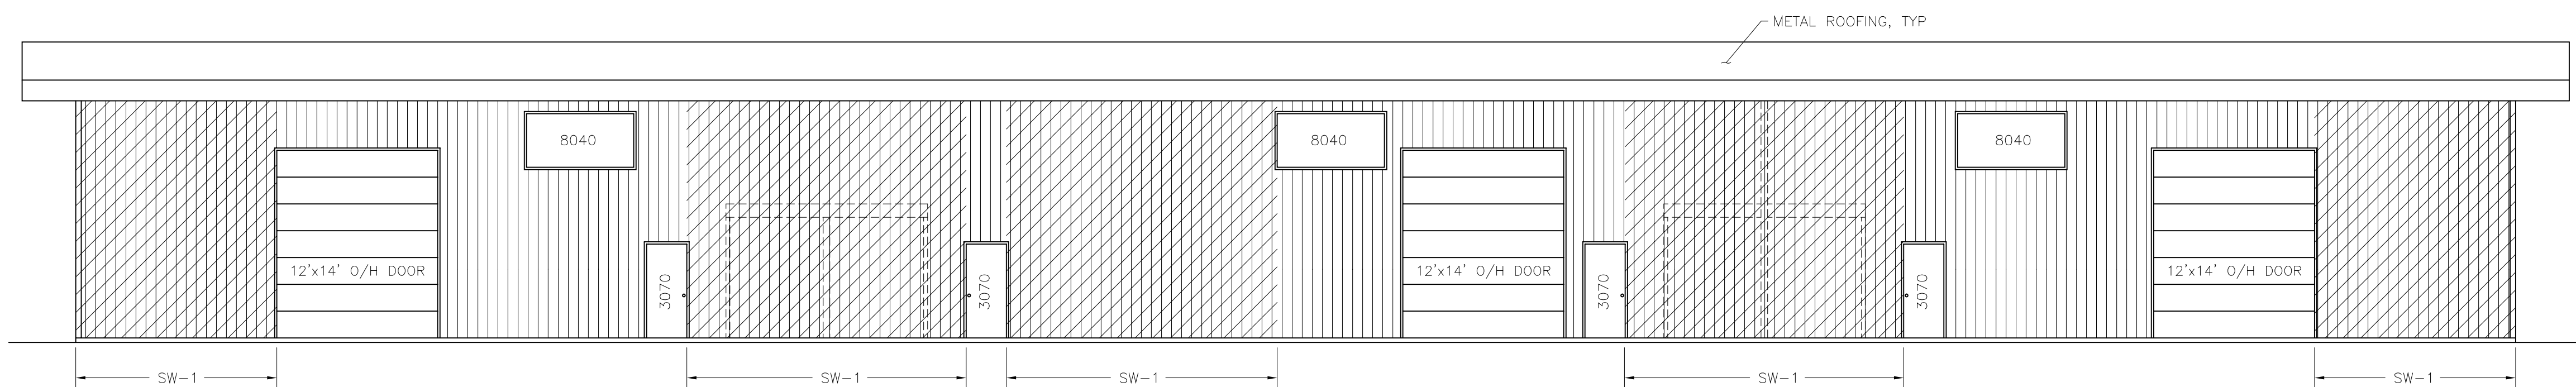 METAL ROOFING, TYP
8040
8040
8040
12'x14' O/H DOOR
3070
3070
12'x14' O/H DOOR
3070
3070
12'x14' O/H DOOR
SW-1
SW-1
SW-1
SW-1
SW-1